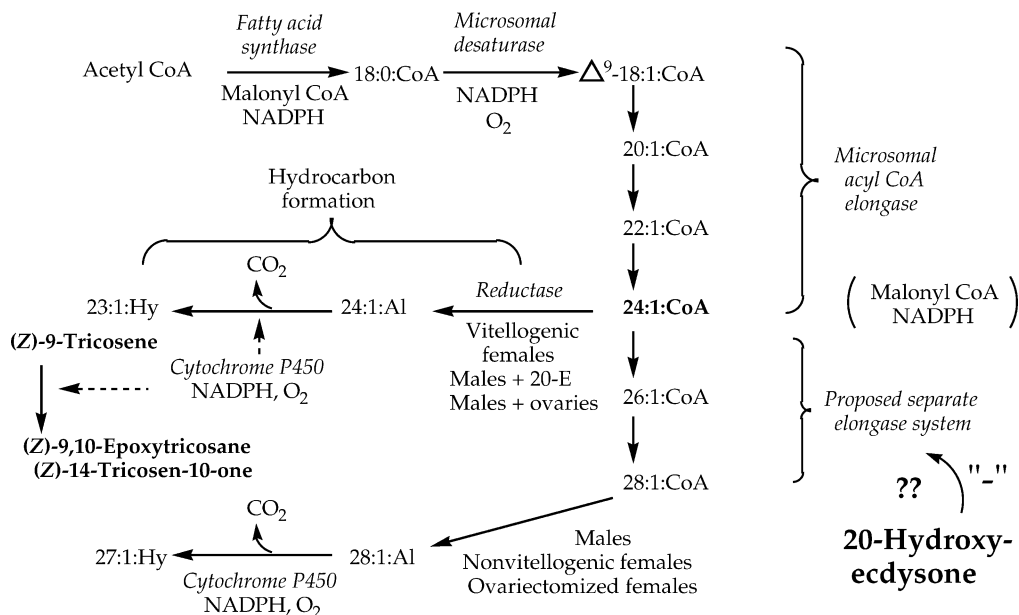 Fatty acid
synthase
Microsomal
desaturase
Acetyl CoA
18:0:CoA
Δ⁹-18:1:CoA
Malonyl CoA
NADPH
NADPH
O₂
20:1:CoA
Microsomal
acyl CoA
elongase
Hydrocarbon
formation
22:1:CoA
CO₂
23:1:Hy
24:1:Al
Reductase
24:1:CoA
Malonyl CoA
NADPH
(Z)-9-Tricosene
Cytochrome P450
NADPH, O₂
Vitellogenic
females
Males + 20-E
Males + ovaries
26:1:CoA
Proposed separate
elongase system
(Z)-9,10-Epoxytricosane
(Z)-14-Tricosen-10-one
28:1:CoA
??
"-"
20-Hydroxy-
ecdysone
CO₂
27:1:Hy
28:1:Al
Cytochrome P450
NADPH, O₂
Males
Nonvitellogenic females
Ovariectomized females